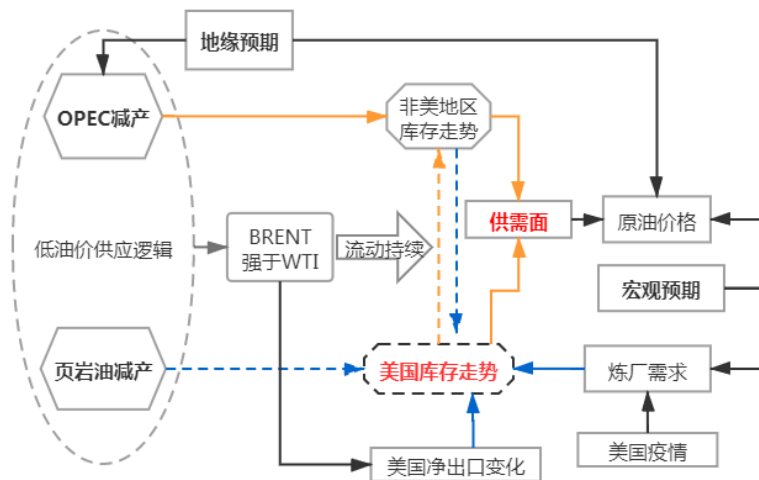 地缘预期
OPEC减产
非美地区
库存走势
低油价供应逻辑
BRENT
强于WTI
流动持续
供需面
原油价格
宏观预期
页岩油减产
美国库存走势
炼厂需求
美国净出口变化
美国疫情